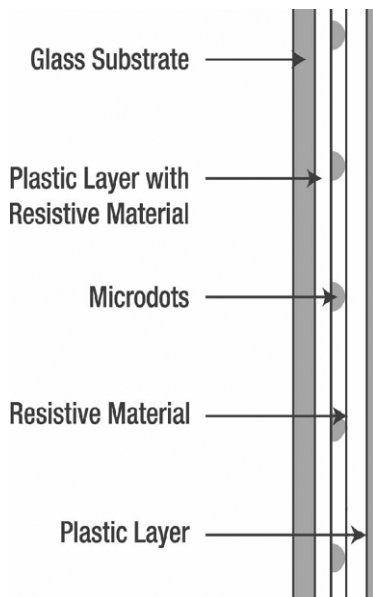 Glass Substrate
Plastic Layer with
Resistive Material
Microdots
Resistive Material
Plastic Layer